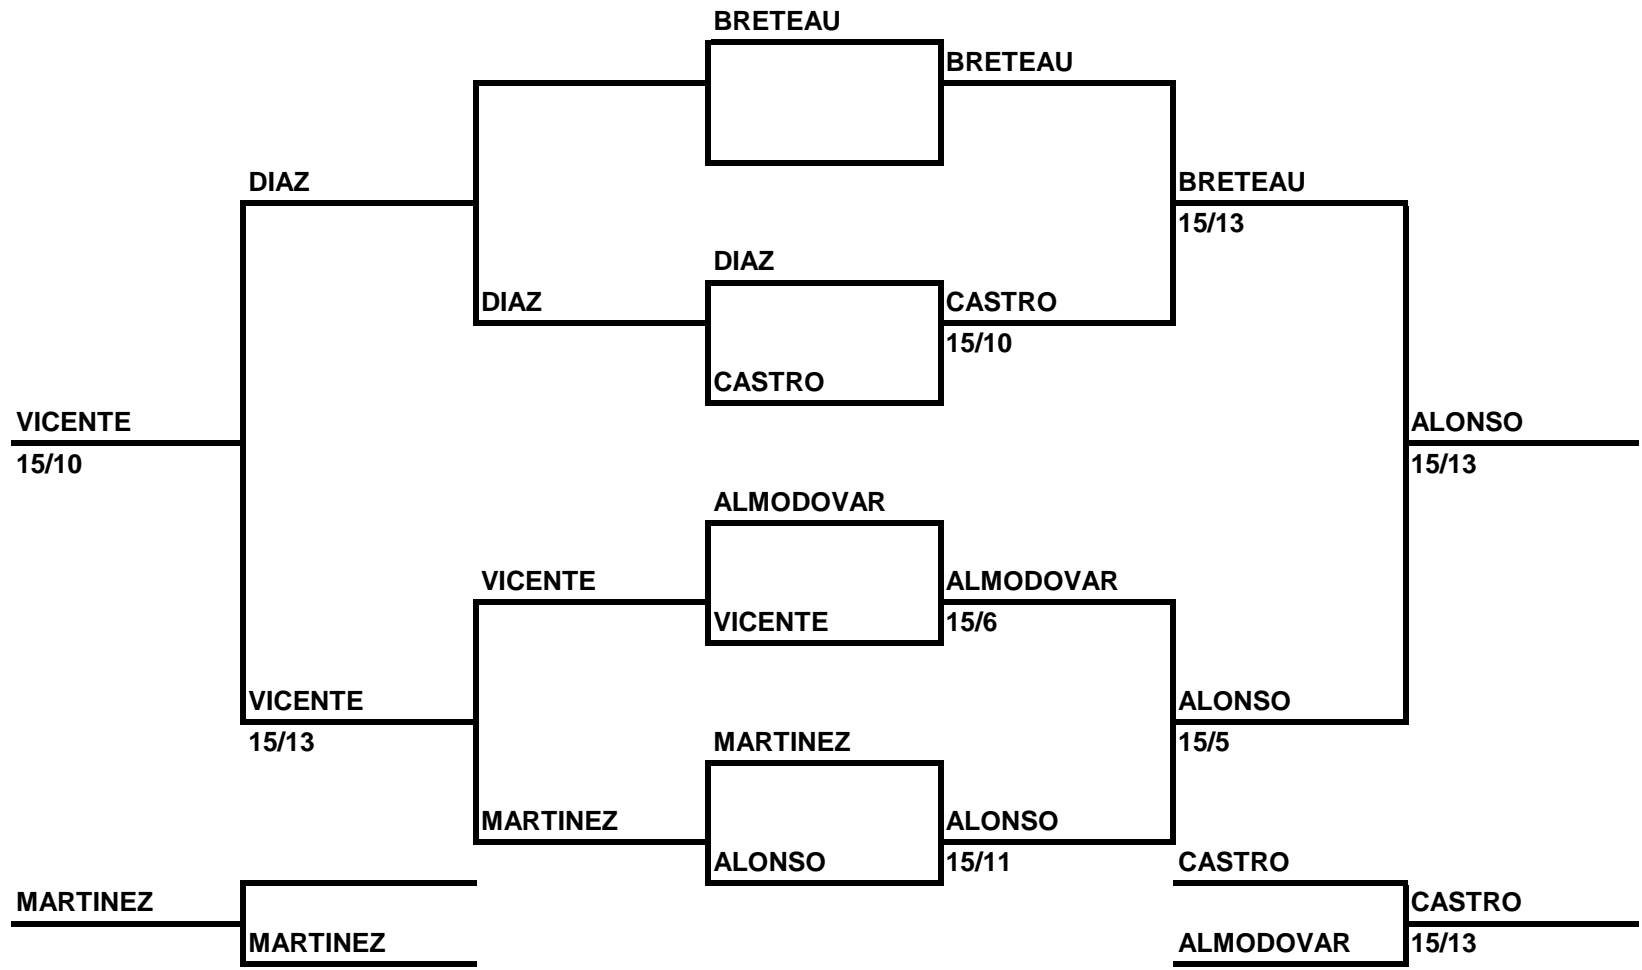 BRETEAU
BRETEAU
DIAZ
BRETEAU
15/13
DIAZ
DIAZ
CASTRO
15/10
CASTRO
VICENTE
15/10
ALONSO
15/13
ALMODOVAR
VICENTE
ALMODOVAR
VICENTE
15/6
VICENTE
15/13
ALONSO
15/5
MARTINEZ
MARTINEZ
ALONSO
ALONSO
15/11
CASTRO
MARTINEZ
CASTRO
MARTINEZ
ALMODOVAR
15/13